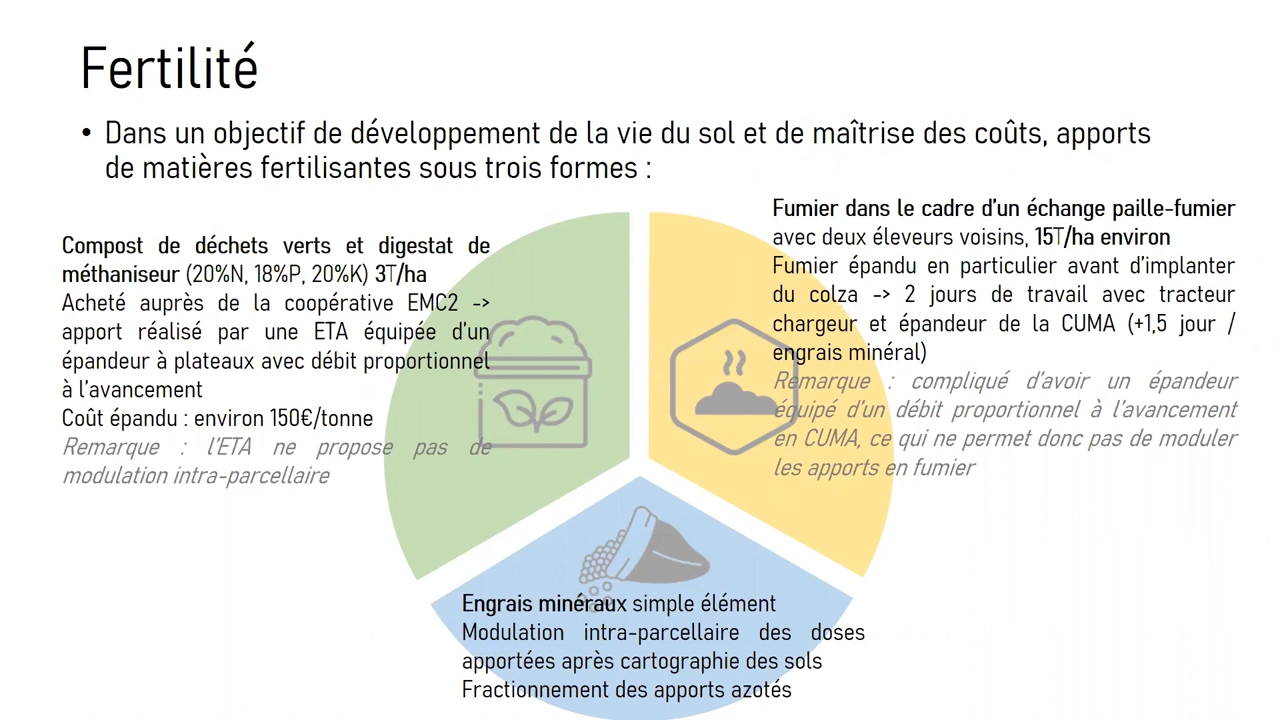 Fertilité
• Dans un objectif de développement de la vie du sol et de maîtrise des coûts, apports
de matières fertilisantes sous trois formes :
Compost de déchets verts et digestat de
méthaniseur (20%N, 18%P, 20%K) 3T/ha
Acheté auprès de la coopérative EMC2 ->
apport réalisé par une ETA équipée d'un
épandeur à plateaux avec débit proportionnel
à l'avancement
Coût épandu : environ 150€/tonne
Remarque : l'ETA ne propose pas de
modulation intra-parcellaire
Fumier dans le cadre d'un échange paille-fumier
avec deux éleveurs voisins, 15T/ha environ
Fumier épandu en particulier avant d'implanter
du colza -> 2 jours de travail avec tracteur
chargeur et épandeur de la CUMA (+1,5 jour /
engrais minéral)
Remarque : compliqué d'avoir un épandeur
équipé d'un débit proportionnel à l'avancement
en CUMA, ce qui ne permet donc pas de moduler
les apports en fumier
Engrais minéraux simple élément
Modulation intra-parcellaire des doses
apportées après cartographie des sols
Fractionnement des apports azotés